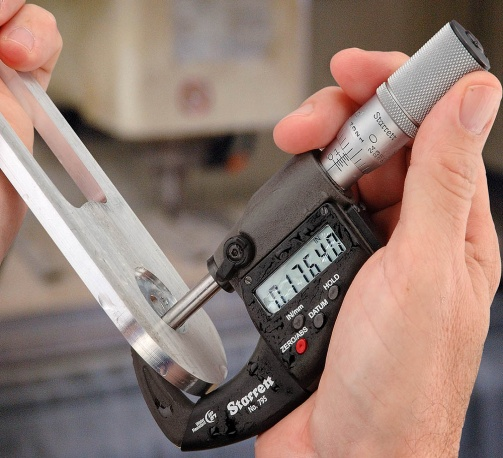 Starrett
0.17640
IN/mm
DATUM
HOLD
ZERO/ABS
Starrett
No. 795